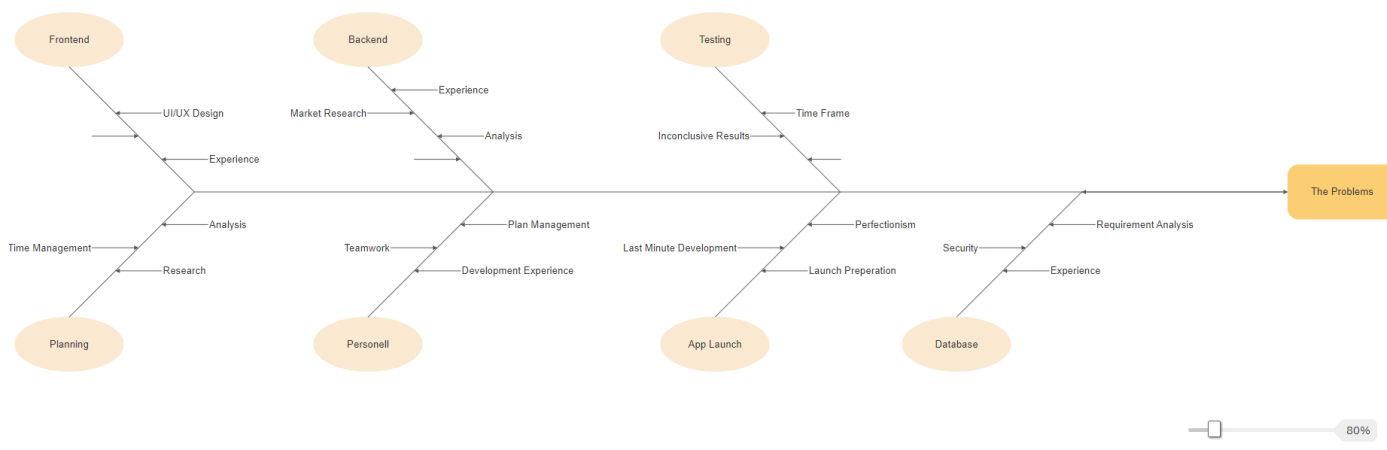 Frontend
Backend
Testing
Experience
UI/UX Design
Market Research
Time Frame
Analysis
Inconclusive Results
Experience
The Problems
Analysis
Plan Management
Perfectionism
Requirement Analysis
Time Management
Teamwork
Last Minute Development
Security
Research
Development Experience
Launch Preperation
Experience
Planning
Personell
App Launch
Database
80%